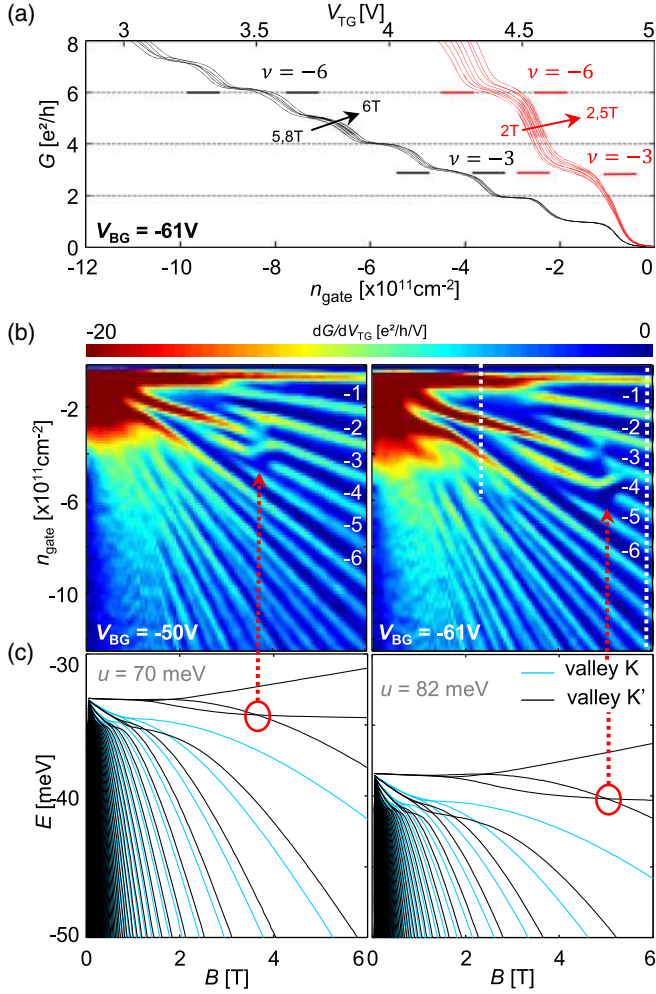 (a)
V_TG [V]
3 3.5 4 4.5 5
8
6
4
2
0
G [e²/h]
ν = −6
ν = −6
6T
5,8T
2,5T
2T
ν = −3
ν = −3
V_BG = -61V
-12 -10 -8 -6 -4 -2 0
n_gate [x10¹¹cm⁻²]
(b)
-20 dG/dV_TG [e²/h/V] 0
-2
-6
-10
n_gate [x10¹¹cm⁻²]
-1
-2
-3
-4
-5
-6
V_BG = -50V
-1
-2
-3
-4
-5
-6
V_BG = -61V
(c)
-30
-40
-50
E [meV]
u = 70 meV
u = 82 meV
valley K
valley K'
0 2 4 6 0 2 4 6
B [T] B [T]